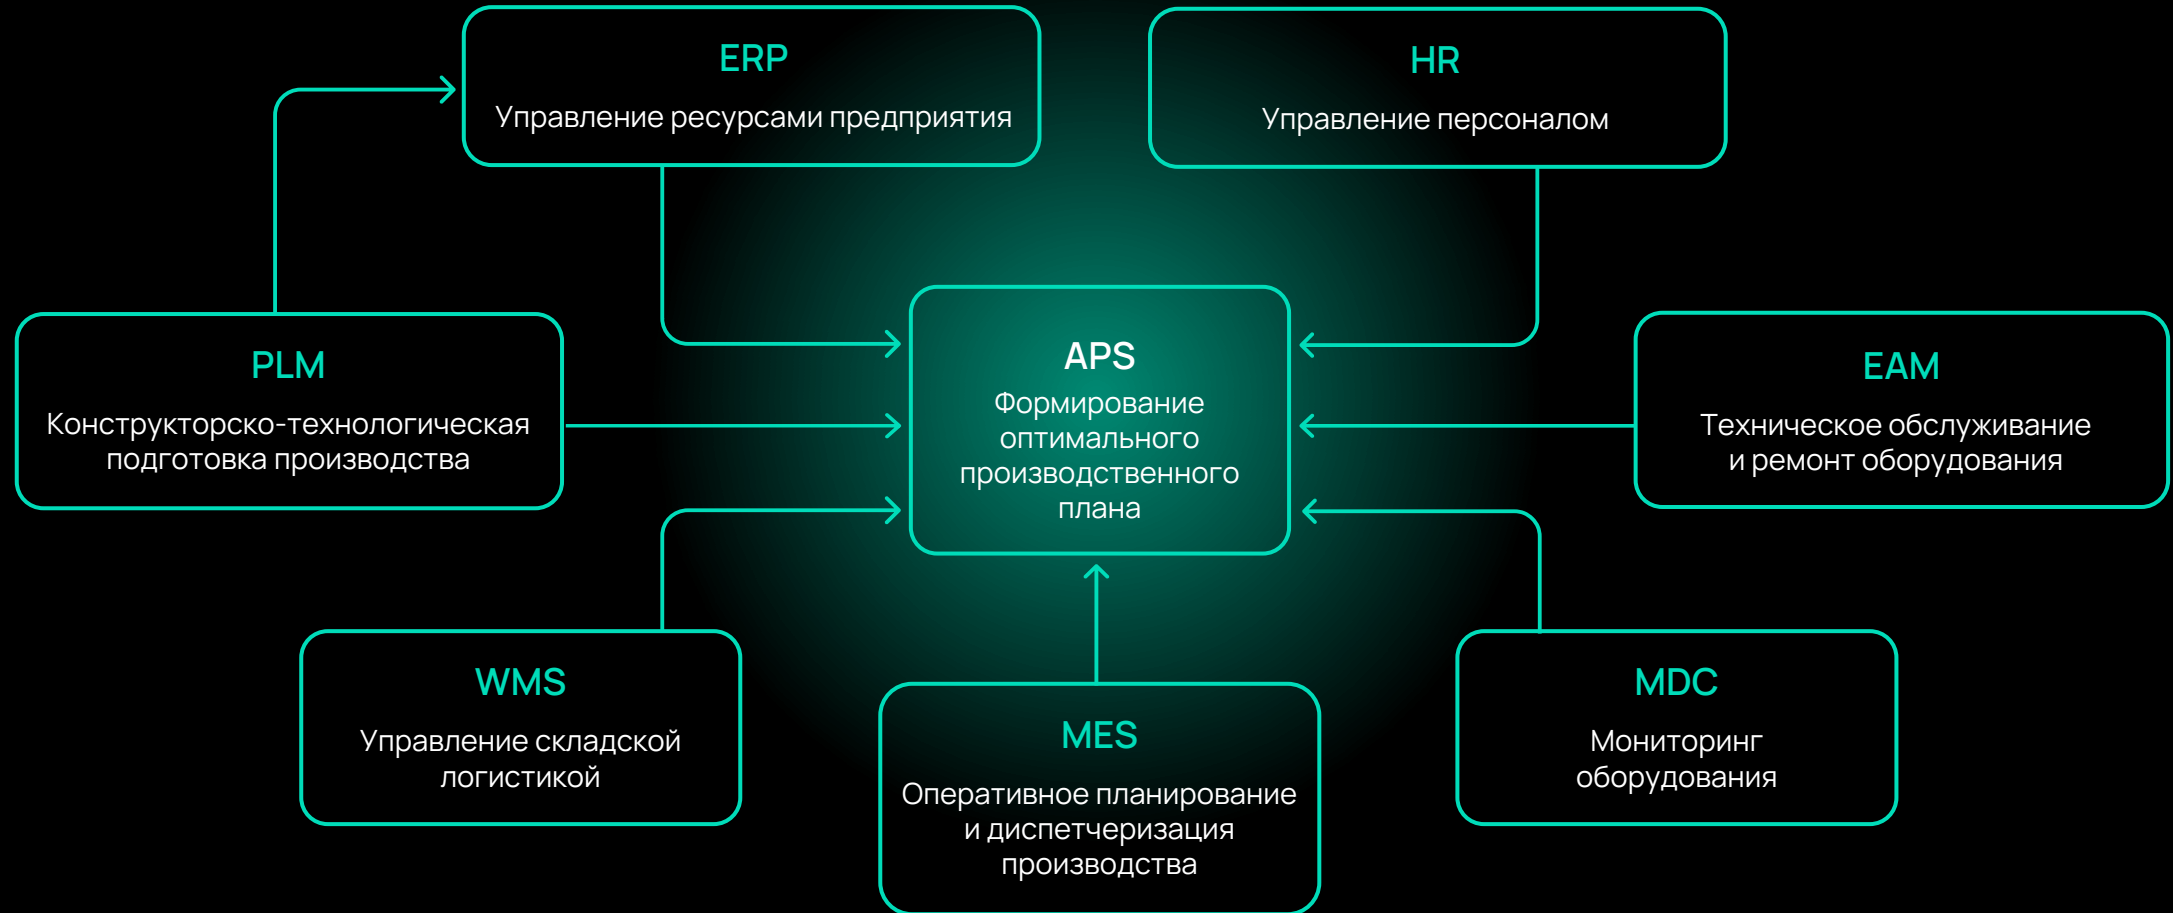 ERP
Управление ресурсами предприятия
HR
Управление персоналом
PLM
Конструкторско-технологическая
подготовка производства
APS
Формирование
оптимального
производственного
плана
EAM
Техническое обслуживание
и ремонт оборудования
WMS
Управление складской
логистикой
MES
Оперативное планирование
и диспетчеризация
производства
MDC
Мониторинг
оборудования